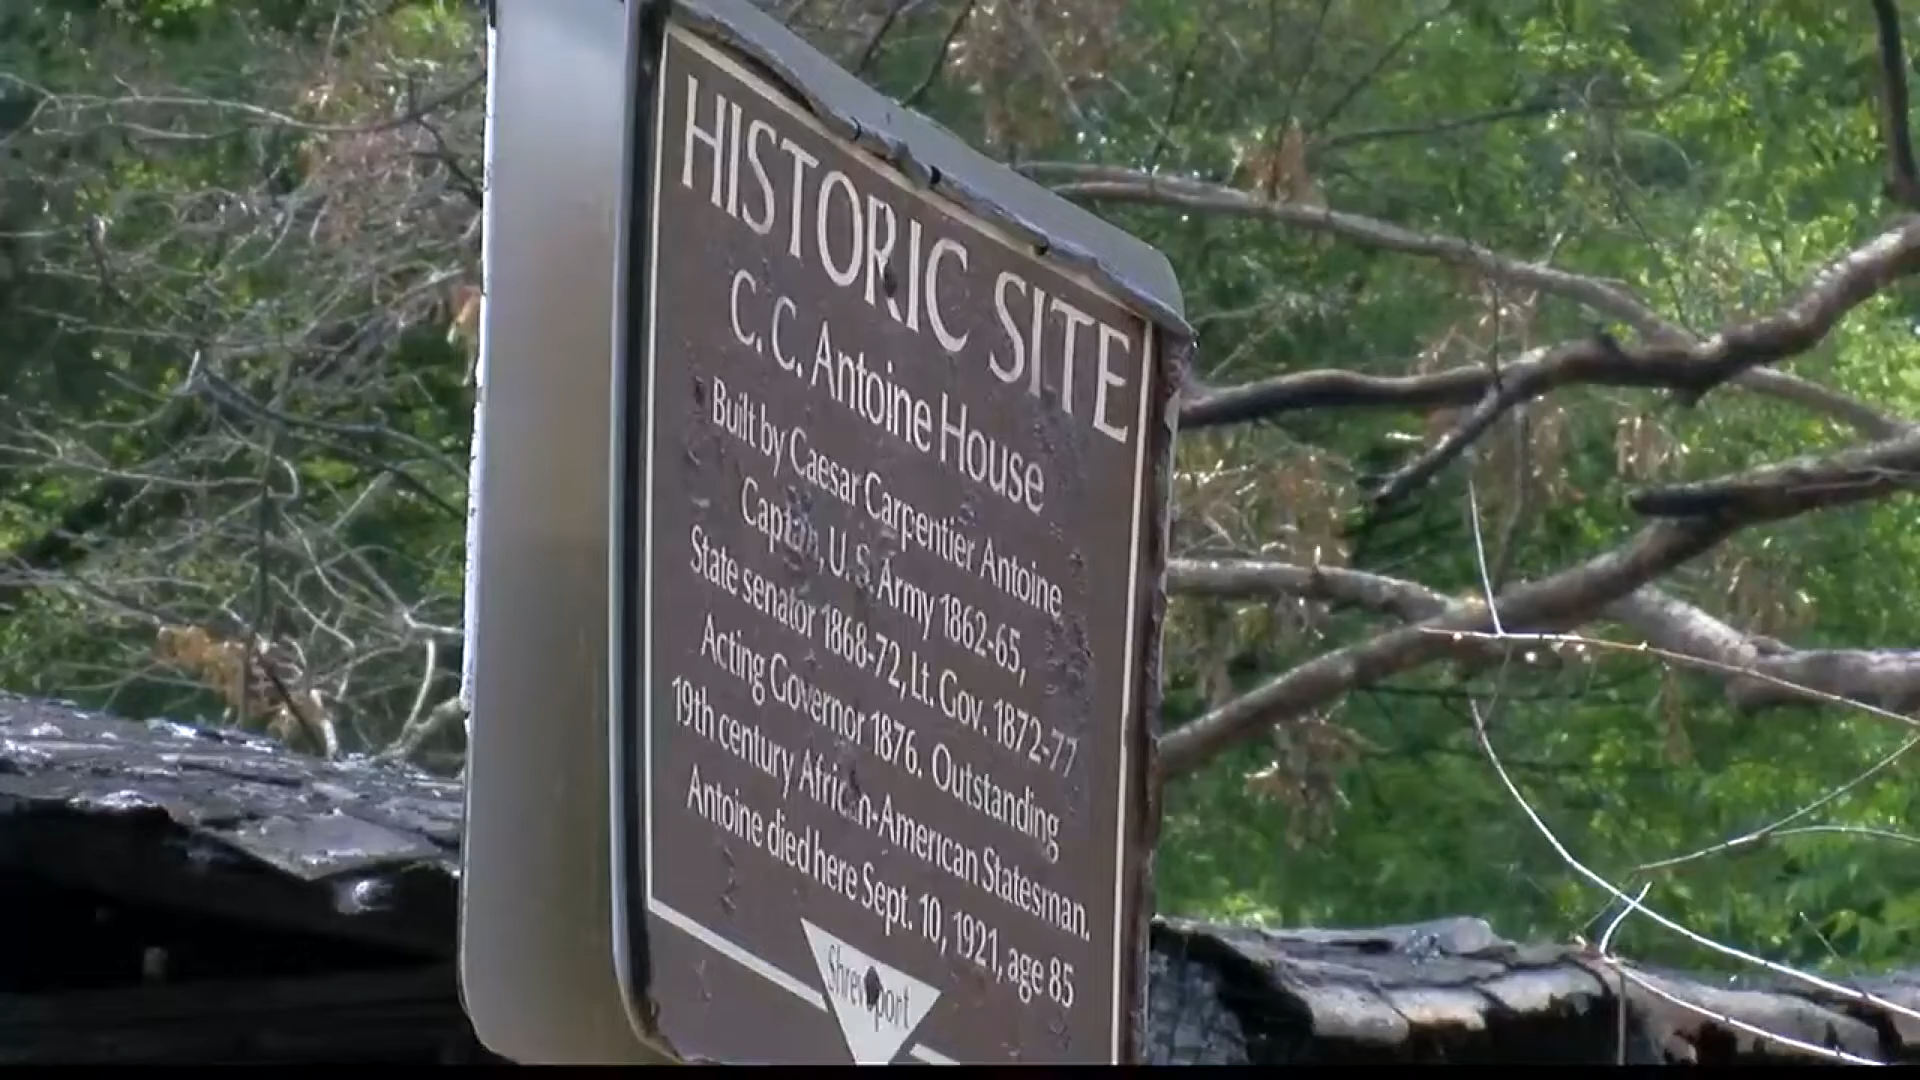 HISTORIC SITE
C. C. Antoine House
Built by Caesar Carpentier Antoine
Captain, U. S. Army 1862-65,
State senator 1868-72, Lt. Gov. 1872-77
Acting Governor 1876. Outstanding
19th century African-American Statesman.
Antoine died here Sept. 10, 1921, age 85
Shreveport